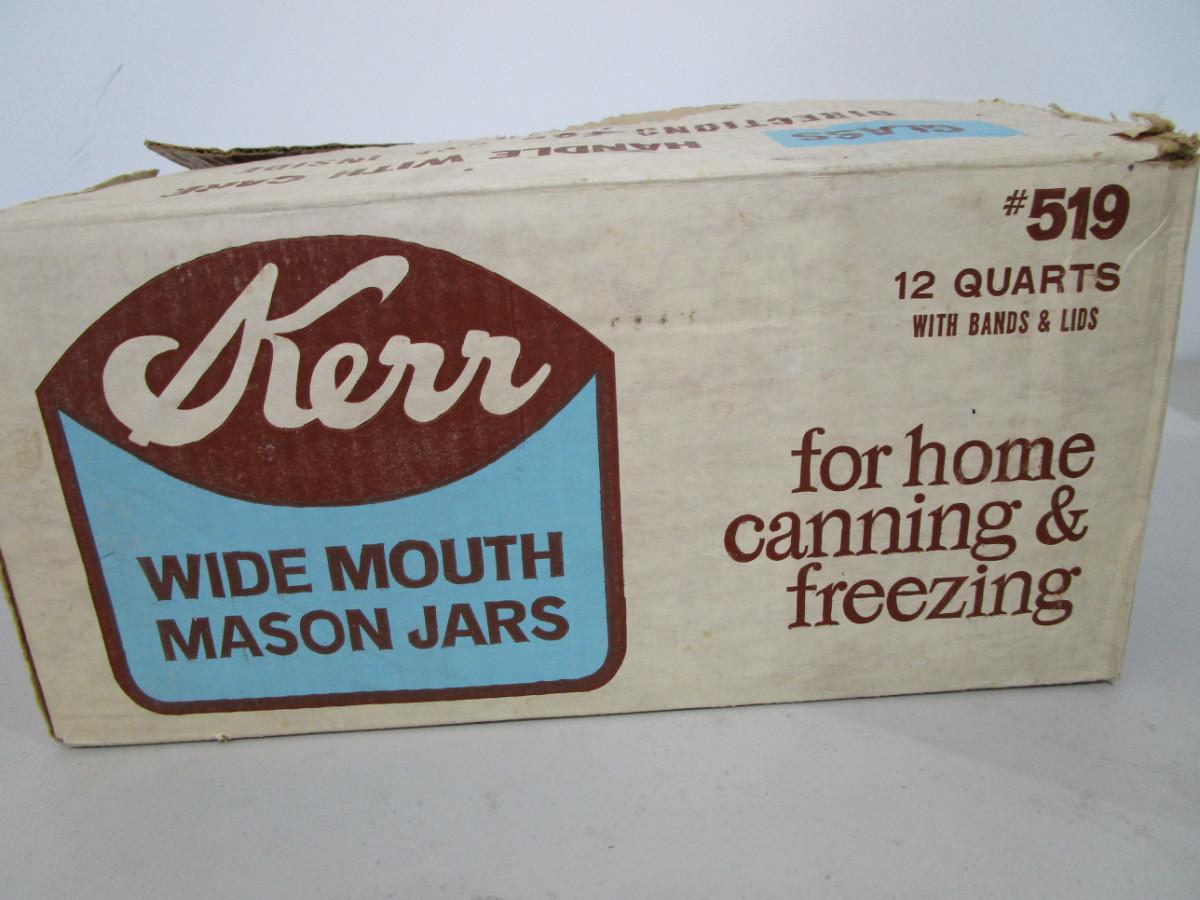 GLASS
HANDLE WITH CARE
DIRECTIONS
INSIDE
Kerr
WIDE MOUTH
MASON JARS
#519
12 QUARTS
WITH BANDS & LIDS
for home
canning &
freezing